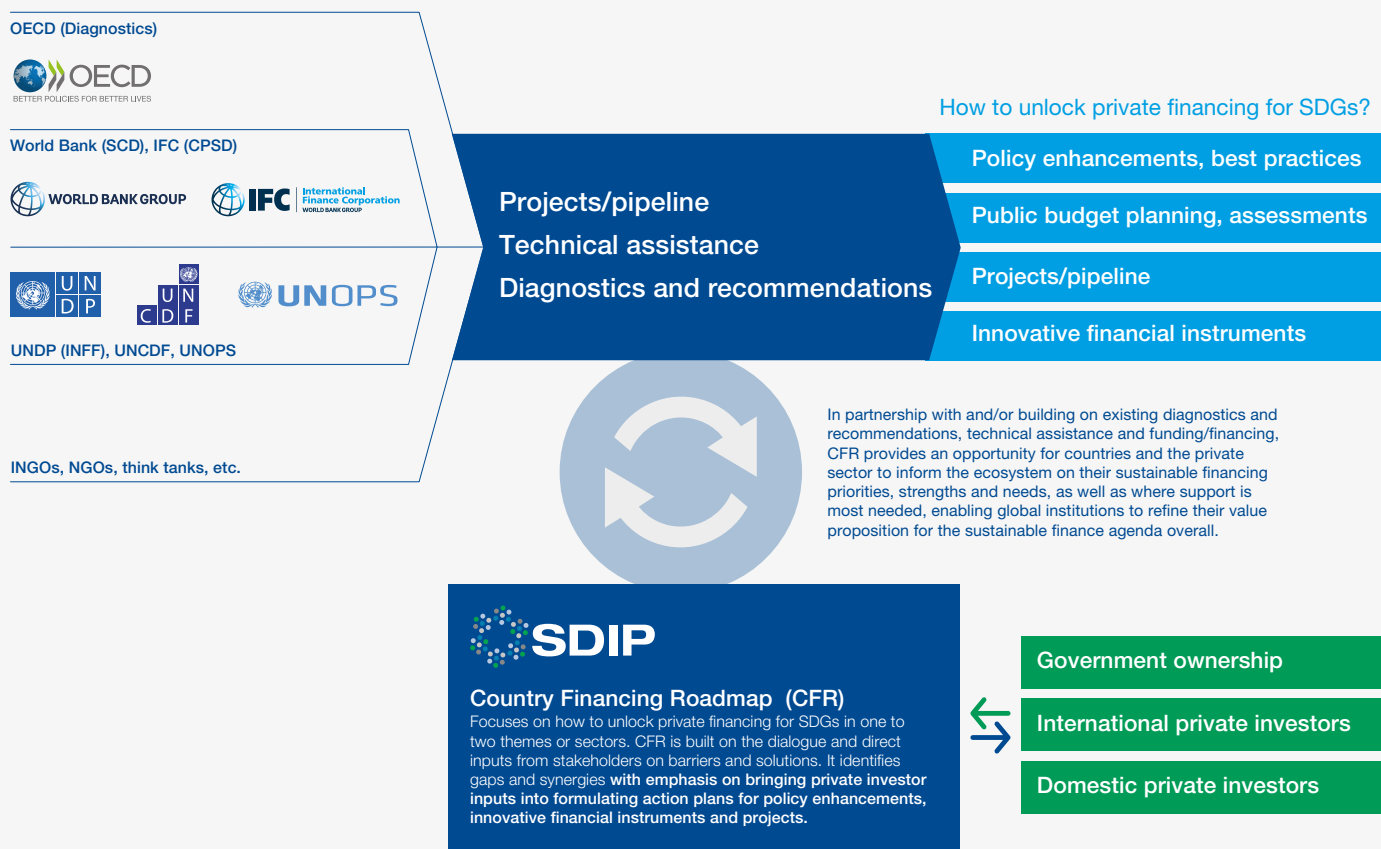 OECD (Diagnostics)
OECD
BETTER POLICIES FOR BETTER LIVES
World Bank (SCD), IFC (CPSD)
WORLD BANK GROUP
IFC
International
Finance Corporation
WORLD BANK GROUP
U N
D P
U N
C D F
UNOPS
UNDP (INFF), UNCDF, UNOPS
INGOs, NGOs, think tanks, etc.
Projects/pipeline
Technical assistance
Diagnostics and recommendations
How to unlock private financing for SDGs?
Policy enhancements, best practices
Public budget planning, assessments
Projects/pipeline
Innovative financial instruments
In partnership with and/or building on existing diagnostics and
recommendations, technical assistance and funding/financing,
CFR provides an opportunity for countries and the private
sector to inform the ecosystem on their sustainable financing
priorities, strengths and needs, as well as where support is
most needed, enabling global institutions to refine their value
proposition for the sustainable finance agenda overall.
SDIP
Country Financing Roadmap (CFR)
Focuses on how to unlock private financing for SDGs in one to
two themes or sectors. CFR is built on the dialogue and direct
inputs from stakeholders on barriers and solutions. It identifies
gaps and synergies with emphasis on bringing private investor
inputs into formulating action plans for policy enhancements,
innovative financial instruments and projects.
Government ownership
International private investors
Domestic private investors